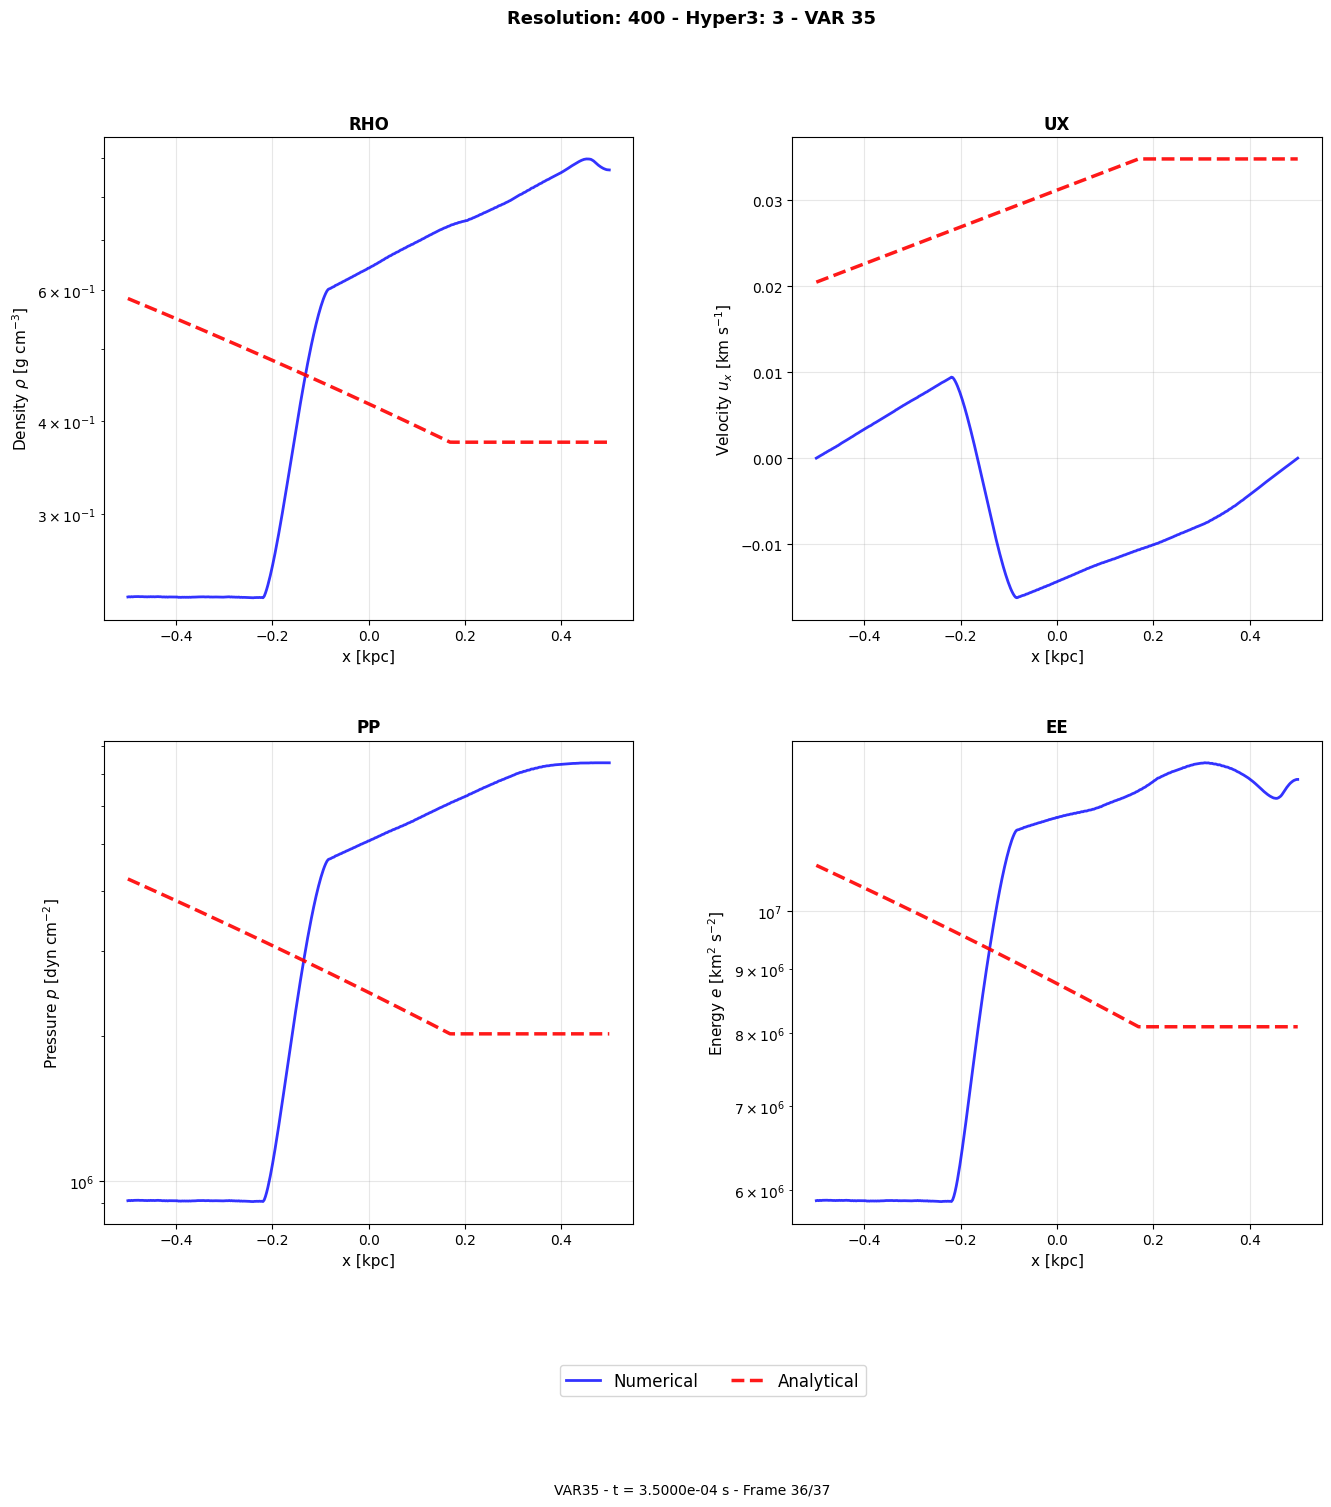 Resolution: 400 - Hyper3: 3 - VAR 35
RHO
Density ρ [g cm⁻³]
6 × 10⁻¹
4 × 10⁻¹
3 × 10⁻¹
−0.4 −0.2 0.0 0.2 0.4
x [kpc]
UX
Velocity uₓ [km s⁻¹]
0.03
0.02
0.01
0.00
−0.01
−0.4 −0.2 0.0 0.2 0.4
x [kpc]
PP
Pressure p [dyn cm⁻²]
10⁶
−0.4 −0.2 0.0 0.2 0.4
x [kpc]
EE
Energy e [km² s⁻²]
10⁷
9 × 10⁶
8 × 10⁶
7 × 10⁶
6 × 10⁶
−0.4 −0.2 0.0 0.2 0.4
x [kpc]
Numerical Analytical
VAR35 - t = 3.5000e-04 s - Frame 36/37